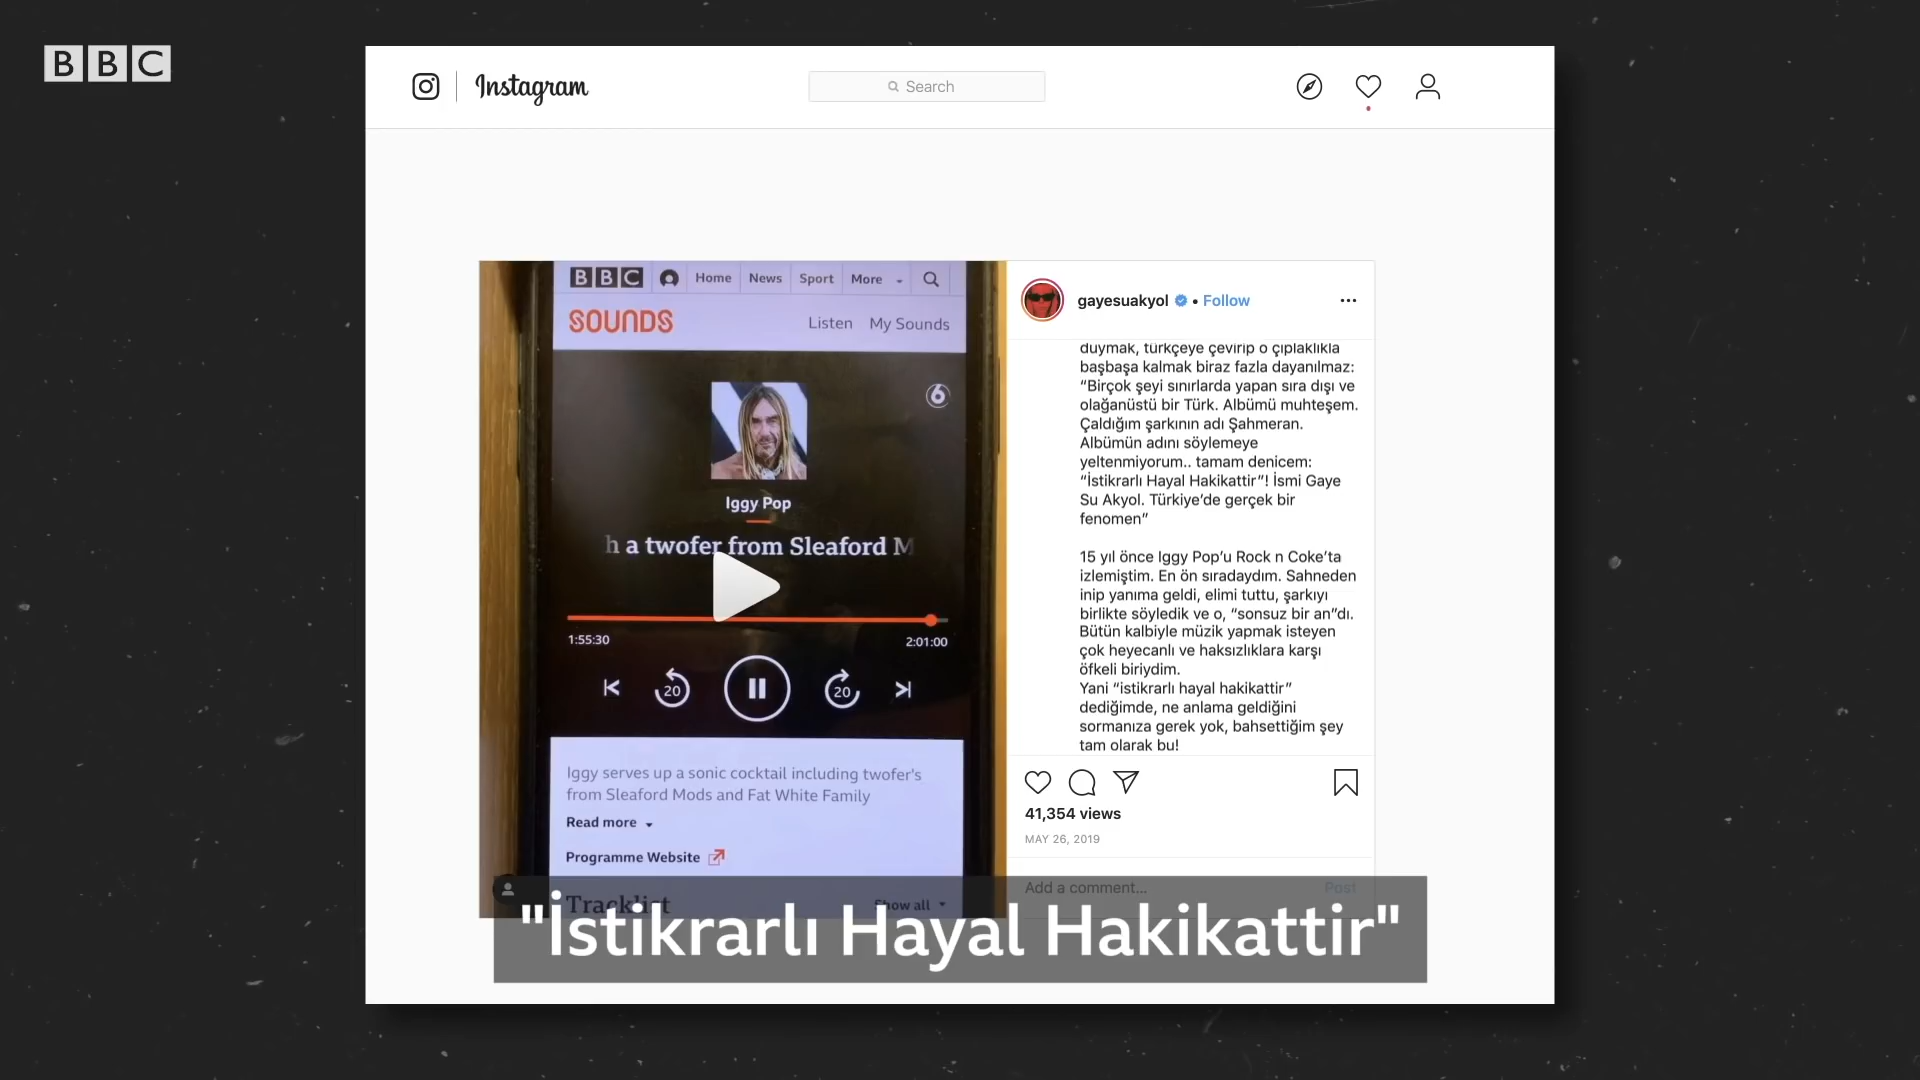 BBC
Instagram
Search
BBC Home News Sport More
SOUNDS
Listen My Sounds
6
Iggy Pop
h a twofer from Sleaford M
1:55:30
2:01:00
20
20
Iggy serves up a sonic cocktail including twofer's
from Sleaford Mods and Fat White Family
Read more
Programme Website
Tracklist
Show all
gayesuakyol • Follow
duymak, türkçeye çevirip o çıplaklıkla
başbaşa kalmak biraz fazla dayanılmaz:
“Birçok şeyi sınırlarda yapan sıra dışı ve
olağanüstü bir Türk. Albümü muhteşem.
Çaldığım şarkının adı Şahmeran.
Albümün adını söylemeye
yeltenmiyorum.. tamam denicem:
“İstikrarlı Hayal Hakikattir”! İsmi Gaye
Su Akyol. Türkiye’de gerçek bir
fenomen”
15 yıl önce Iggy Pop’u Rock n Coke’ta
izlemiştim. En ön sıradaydım. Sahneden
inip yanıma geldi, elimi tuttu, şarkıyı
birlikte söyledik ve o, “sonsuz bir an”dı.
Bütün kalbiyle müzik yapmak isteyen
çok heyecanlı ve haksızlıklara karşı
öfkeli biriydim.
Yani “istikrarlı hayal hakikattir”
dediğimde, ne anlama geldiğini
sormanıza gerek yok, bahsettiğim şey
tam olarak bu!
41,354 views
MAY 26, 2019
Add a comment...
Post
"İstikrarlı Hayal Hakikattir"